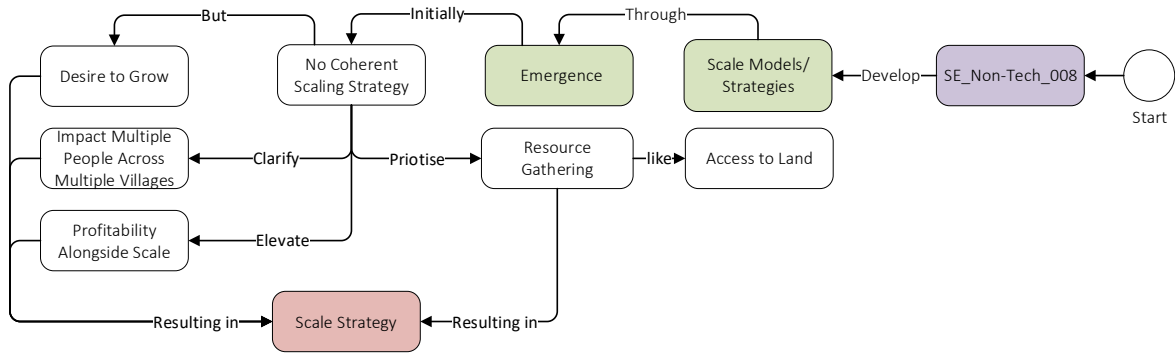 But
Initially
Through
Desire to Grow
No Coherent
Scaling Strategy
Emergence
Scale Models/
Strategies
Develop
SE_Non-Tech_008
Start
Impact Multiple
People Across
Multiple Villages
Clarify
Priotise
Resource
Gathering
like
Access to Land
Profitability
Alongside Scale
Elevate
Resulting in
Scale Strategy
Resulting in